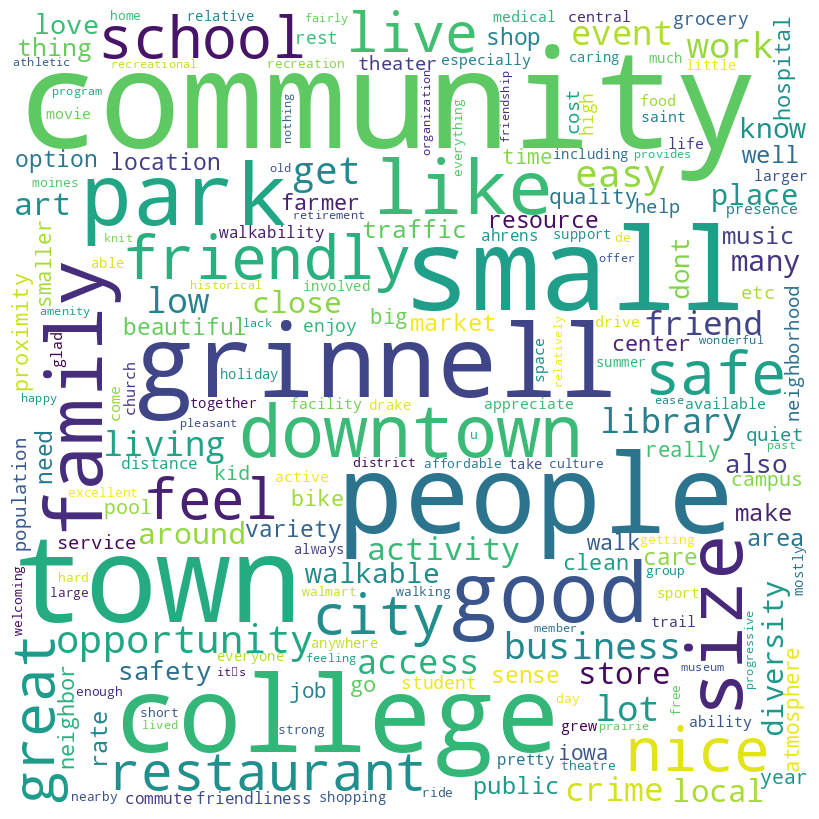 home relative fairly medical central grocery
love school live shop event work hospital
thing rest especially caring much little
athletic recreational recreation theater
program community
movie nothing organization friendship everything cost high food saint life
know
option location get time including provides well larger
moines park old like easy
art farmer retirement quality help place presence
walkability traffic resource music
knit ahrens support de
able friendly involved offer dont many
smaller historical small
proximity family low close etc
amenity beautiful lack enjoy big market drive friend wonderful
glad grinnell space relatively center neighborhood
church holiday summer safe
happy come together facility drake appreciate ease available
pleasant u library quiet past
need living downtown really
distance kid district affordable take culture also
population excellent active people campus
pool feel bike make
service around variety good size area
always activity walk getting mostly
hard town walkable clean care
large walmart walking group sport
welcoming city trail
great opportunity member diversity
anywhere business progressive
everyone feeling access museum
neighbor safety its store
enough college job go student sense atmosphere
short day lot ability
rate lived strong grew nice free
restaurant pretty iowa prairie
theatre year
nearby commute friendliness shopping ride public crime local